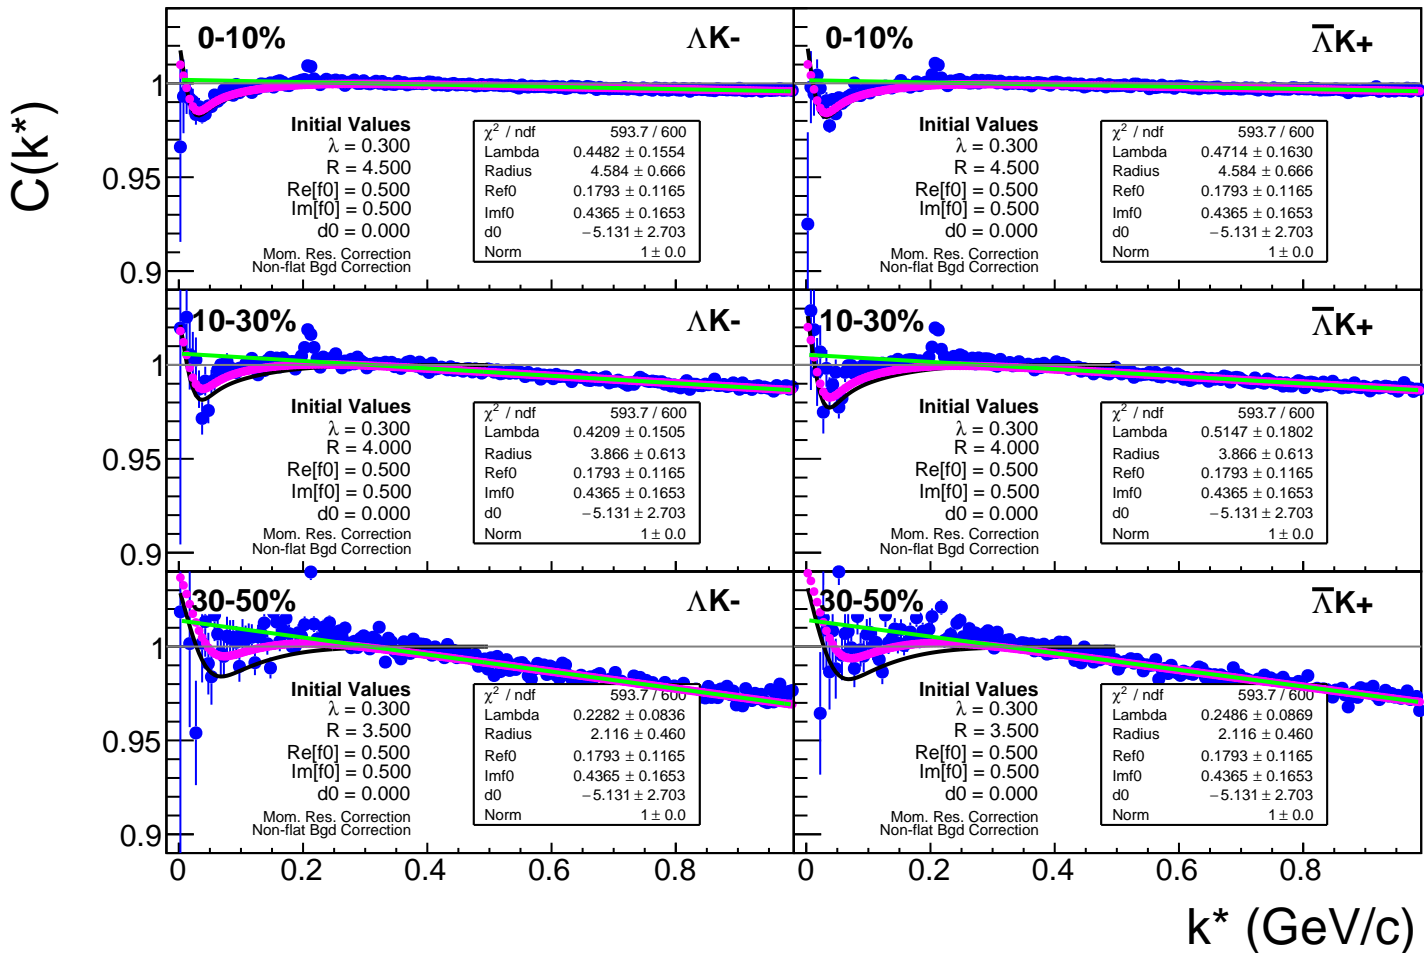 C(k*)
0-10%
ΛK-
1
0.95
0.9
Initial Values
λ = 0.300
R = 4.500
Re[f0] = 0.500
Im[f0] = 0.500
d0 = 0.000
Mom. Res. Correction
Non-flat Bgd Correction
χ² / ndf 593.7 / 600
Lambda 0.4482 ± 0.1554
Radius 4.584 ± 0.666
Ref0 0.1793 ± 0.1165
Imf0 0.4365 ± 0.1653
d0 −5.131 ± 2.703
Norm 1 ± 0.0
0-10%
Λ̅K+
Initial Values
λ = 0.300
R = 4.500
Re[f0] = 0.500
Im[f0] = 0.500
d0 = 0.000
Mom. Res. Correction
Non-flat Bgd Correction
χ² / ndf 593.7 / 600
Lambda 0.4714 ± 0.1630
Radius 4.584 ± 0.666
Ref0 0.1793 ± 0.1165
Imf0 0.4365 ± 0.1653
d0 −5.131 ± 2.703
Norm 1 ± 0.0
10-30%
ΛK-
1
0.95
0.9
Initial Values
λ = 0.300
R = 4.000
Re[f0] = 0.500
Im[f0] = 0.500
d0 = 0.000
Mom. Res. Correction
Non-flat Bgd Correction
χ² / ndf 593.7 / 600
Lambda 0.4209 ± 0.1505
Radius 3.866 ± 0.613
Ref0 0.1793 ± 0.1165
Imf0 0.4365 ± 0.1653
d0 −5.131 ± 2.703
Norm 1 ± 0.0
10-30%
Λ̅K+
Initial Values
λ = 0.300
R = 4.000
Re[f0] = 0.500
Im[f0] = 0.500
d0 = 0.000
Mom. Res. Correction
Non-flat Bgd Correction
χ² / ndf 593.7 / 600
Lambda 0.5147 ± 0.1802
Radius 3.866 ± 0.613
Ref0 0.1793 ± 0.1165
Imf0 0.4365 ± 0.1653
d0 −5.131 ± 2.703
Norm 1 ± 0.0
30-50%
ΛK-
1
0.95
0.9
Initial Values
λ = 0.300
R = 3.500
Re[f0] = 0.500
Im[f0] = 0.500
d0 = 0.000
Mom. Res. Correction
Non-flat Bgd Correction
χ² / ndf 593.7 / 600
Lambda 0.2282 ± 0.0836
Radius 2.116 ± 0.460
Ref0 0.1793 ± 0.1165
Imf0 0.4365 ± 0.1653
d0 −5.131 ± 2.703
Norm 1 ± 0.0
30-50%
Λ̅K+
Initial Values
λ = 0.300
R = 3.500
Re[f0] = 0.500
Im[f0] = 0.500
d0 = 0.000
Mom. Res. Correction
Non-flat Bgd Correction
χ² / ndf 593.7 / 600
Lambda 0.2486 ± 0.0869
Radius 2.116 ± 0.460
Ref0 0.1793 ± 0.1165
Imf0 0.4365 ± 0.1653
d0 −5.131 ± 2.703
Norm 1 ± 0.0
0 0.2 0.4 0.6 0.8 0 0.2 0.4 0.6 0.8
k* (GeV/c)